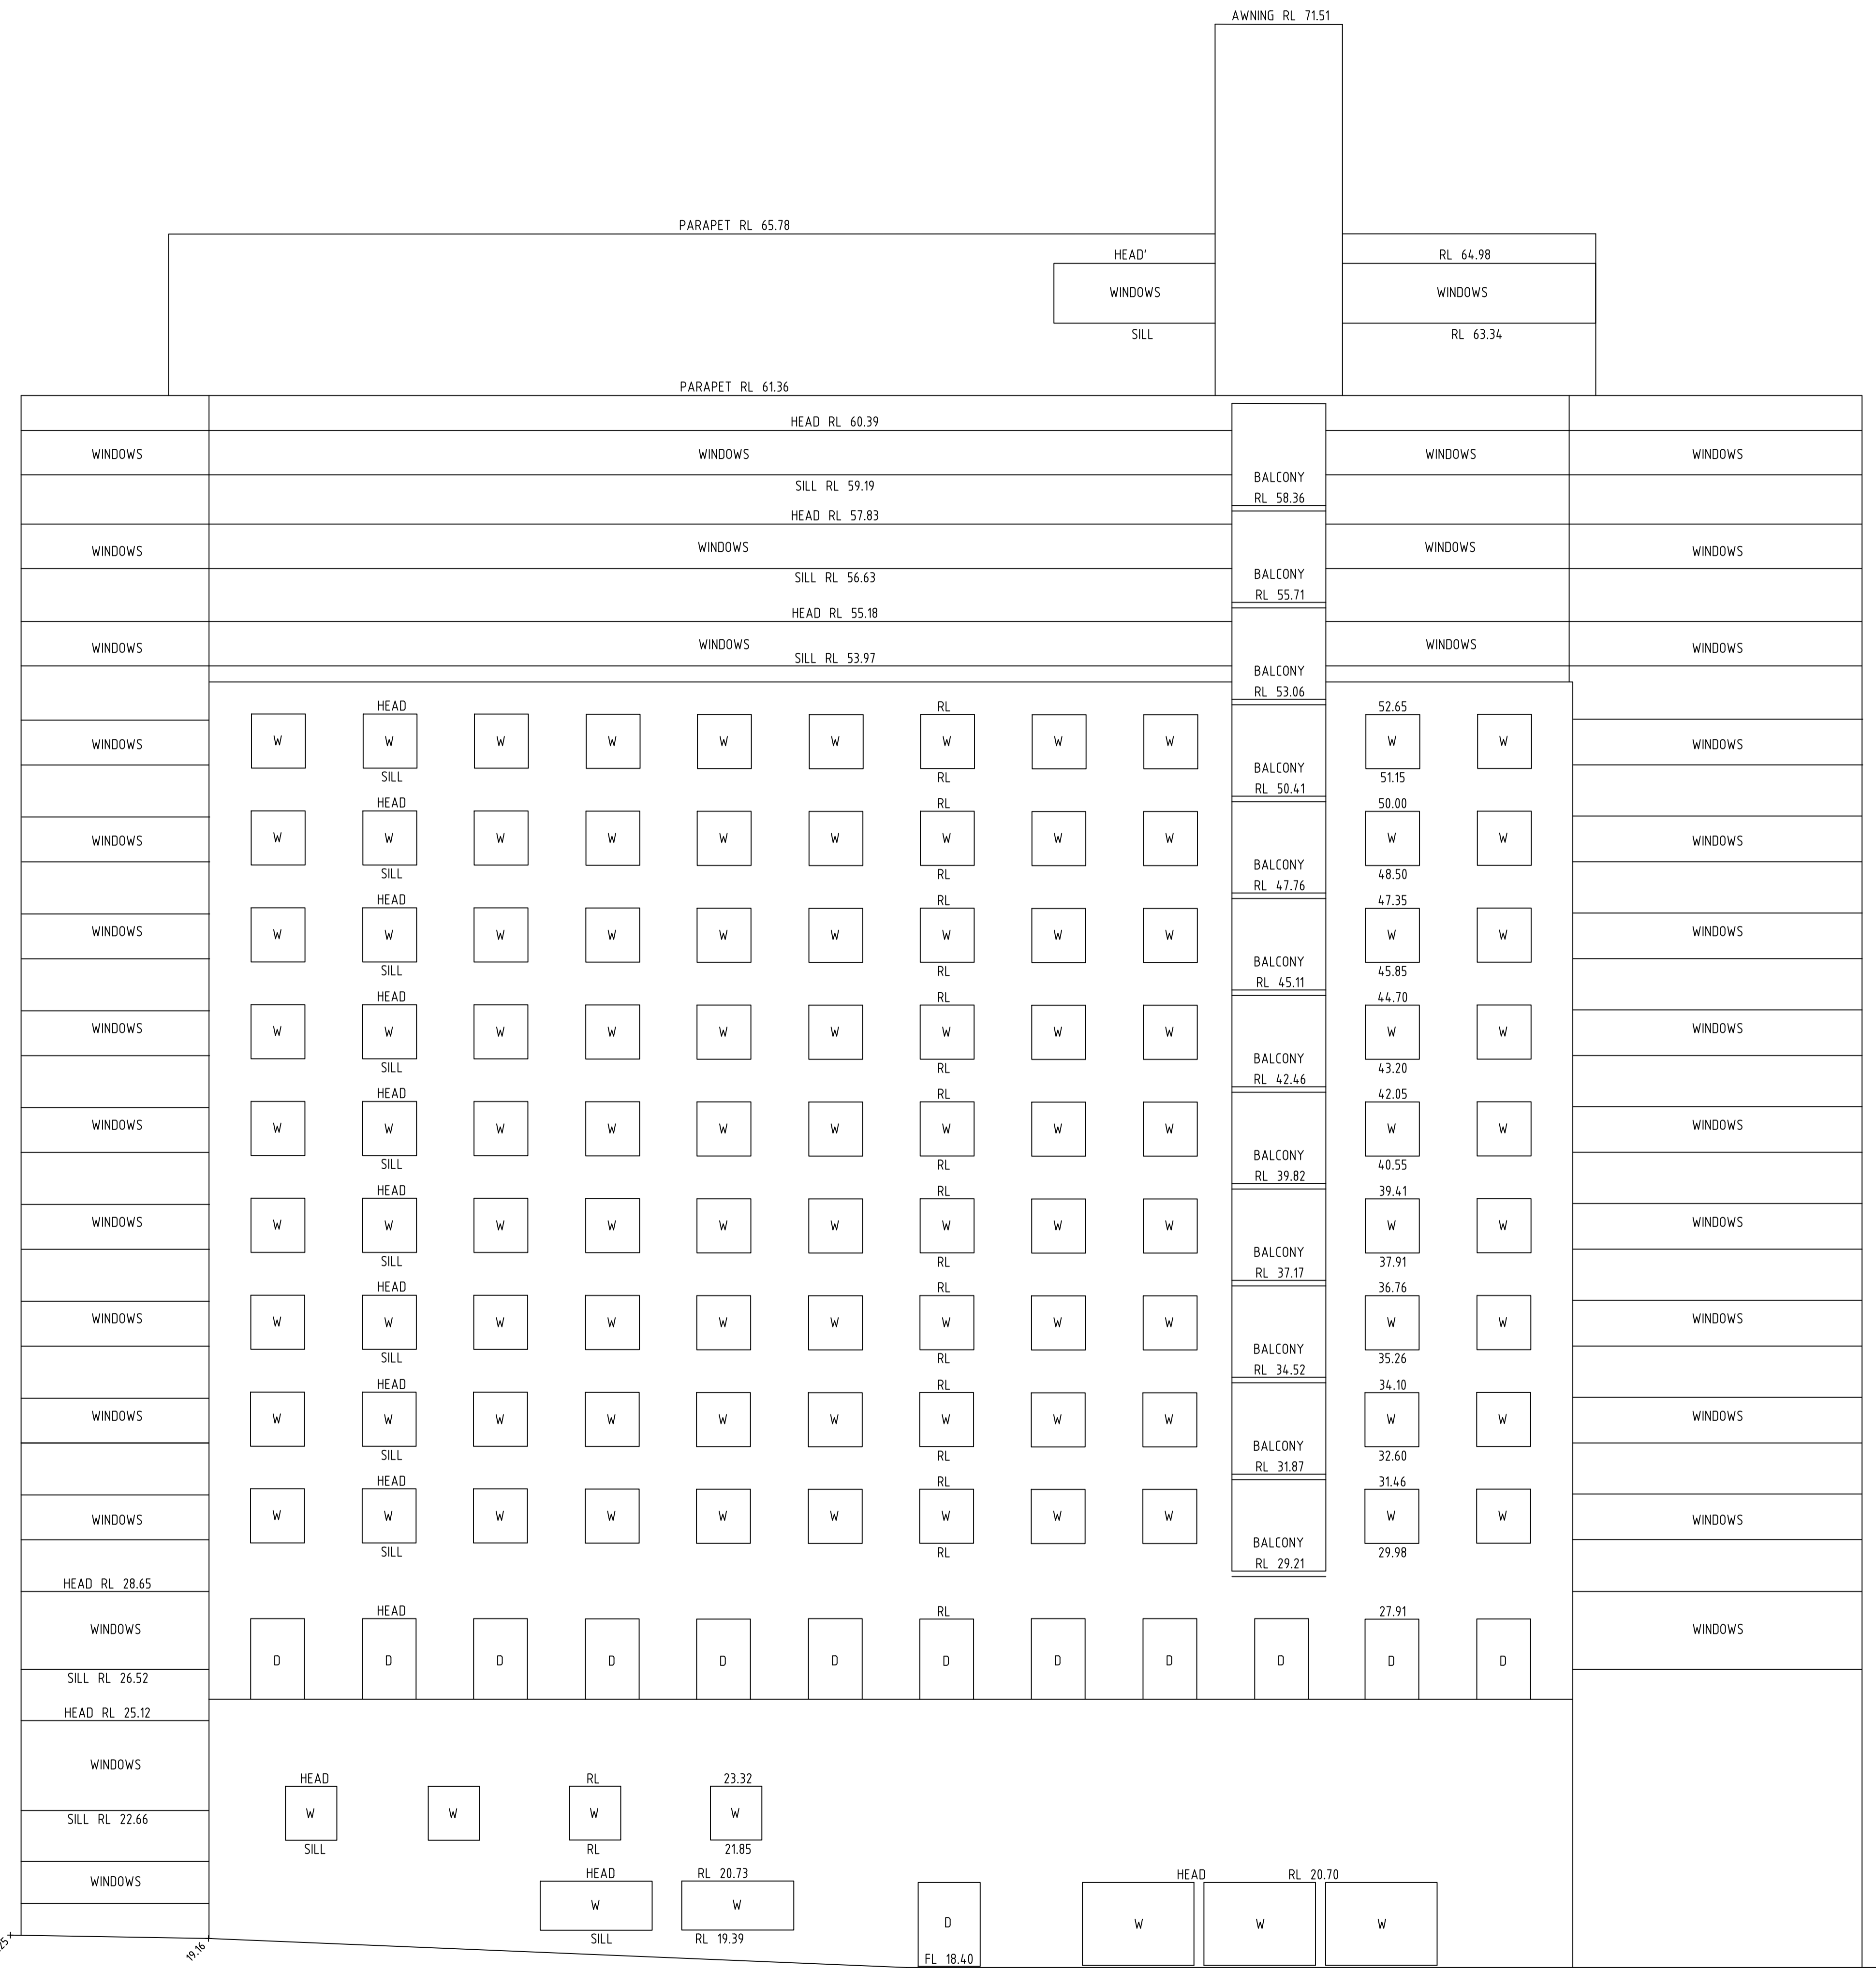 AWNING RL 71.51
PARAPET RL 65.78
HEAD' RL 64.98
WINDOWS WINDOWS
SILL RL 63.34
PARAPET RL 61.36
HEAD RL 60.39
WINDOWS WINDOWS WINDOWS WINDOWS
BALCONY
SILL RL 59.19
RL 58.36
HEAD RL 57.83
WINDOWS WINDOWS WINDOWS WINDOWS
BALCONY
SILL RL 56.63
RL 55.71
HEAD RL 55.18
WINDOWS WINDOWS WINDOWS WINDOWS
SILL RL 53.97
BALCONY
RL 53.06
HEAD RL 52.65
WINDOWS W W W W W W W W W W W WINDOWS
BALCONY
SILL RL 51.15
RL 50.41
HEAD RL 50.00
WINDOWS W W W W W W W W W W W WINDOWS
BALCONY
SILL RL 48.50
RL 47.76
HEAD RL 47.35
WINDOWS W W W W W W W W W W W WINDOWS
BALCONY
SILL RL 45.85
RL 45.11
HEAD RL 44.70
WINDOWS W W W W W W W W W W W WINDOWS
BALCONY
SILL RL 43.20
RL 42.46
HEAD RL 42.05
WINDOWS W W W W W W W W W W W WINDOWS
BALCONY
SILL RL 40.55
RL 39.82
HEAD RL 39.41
WINDOWS W W W W W W W W W W W WINDOWS
BALCONY
SILL RL 37.91
RL 37.17
HEAD RL 36.76
WINDOWS W W W W W W W W W W W WINDOWS
BALCONY
SILL RL 35.26
RL 34.52
HEAD RL 34.10
WINDOWS W W W W W W W W W W W WINDOWS
BALCONY
SILL RL 32.60
RL 31.87
HEAD RL 31.46
WINDOWS W W W W W W W W W W W WINDOWS
BALCONY
SILL RL 29.98
RL 29.21
HEAD RL 28.65
HEAD RL 27.91
WINDOWS WINDOWS
D D D D D D D D D D D D
SILL RL 26.52
HEAD RL 25.12
WINDOWS
HEAD RL 23.32
W W W W
SILL RL 22.66
SILL RL 21.85
HEAD RL 20.73 HEAD RL 20.70
WINDOWS
W W D W W W
SILL RL 19.39
19.16
FL 18.40